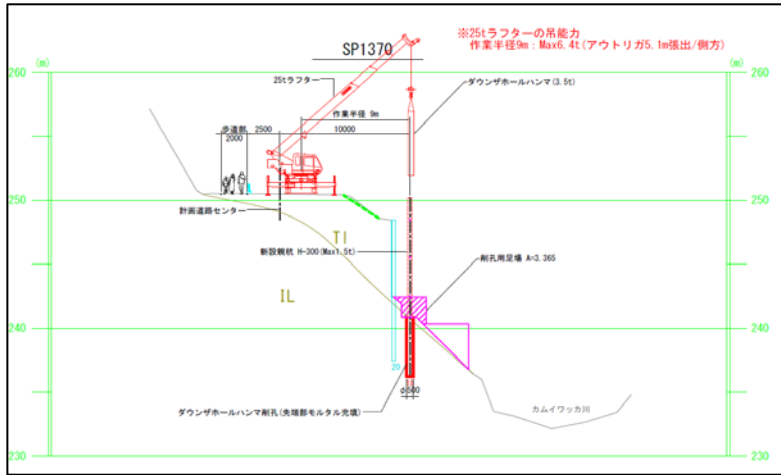 ※25tラフターの吊能力
作業半径9m：Max6.4t(アウトリガ5.1m張出/側方)
SP1370
(m)
(m)
260
260
25tラフター
ダウンザホールハンマ(3.5t)
作業半径 9m
歩道部
2500
10000
2000
250
250
計画道路センター
TI
新設親杭 H-300(Max1.5t)
削孔用足場 A=3.365
IL
240
240
20
ダウンザホールハンマ削孔(先端部モルタル充填)
カムイワッカ川
230
230